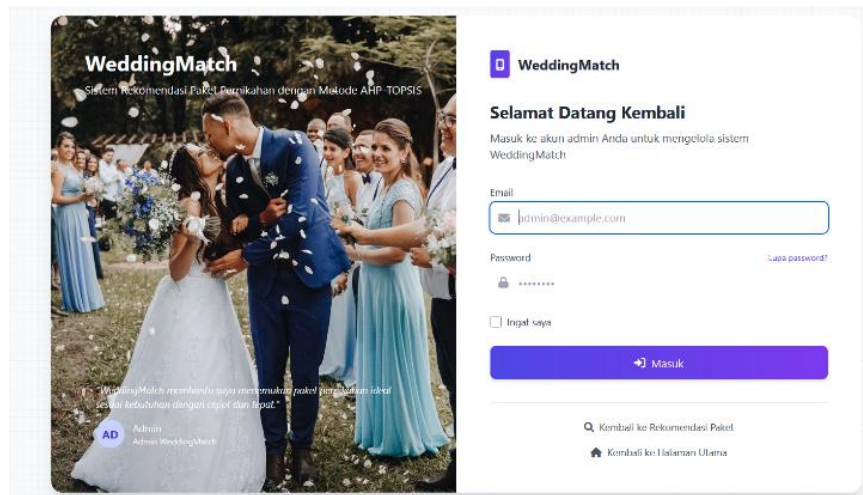 WeddingMatch
Sistem Rekomendasi Paket Pernikahan dengan Metode AHP-TOPSIS
"WeddingMatch membantu saya menemukan paket pernikahan ideal
sesuai kebutuhan dengan cepat dan tepat."
AD
Admin
Admin WeddingMatch
WeddingMatch
Selamat Datang Kembali
Masuk ke akun admin Anda untuk mengelola sistem
WeddingMatch
Email
admin@example.com
Password
Lupa password?
••••••••
Ingat saya
Masuk
Kembali ke Rekomendasi Paket
Kembali ke Halaman Utama